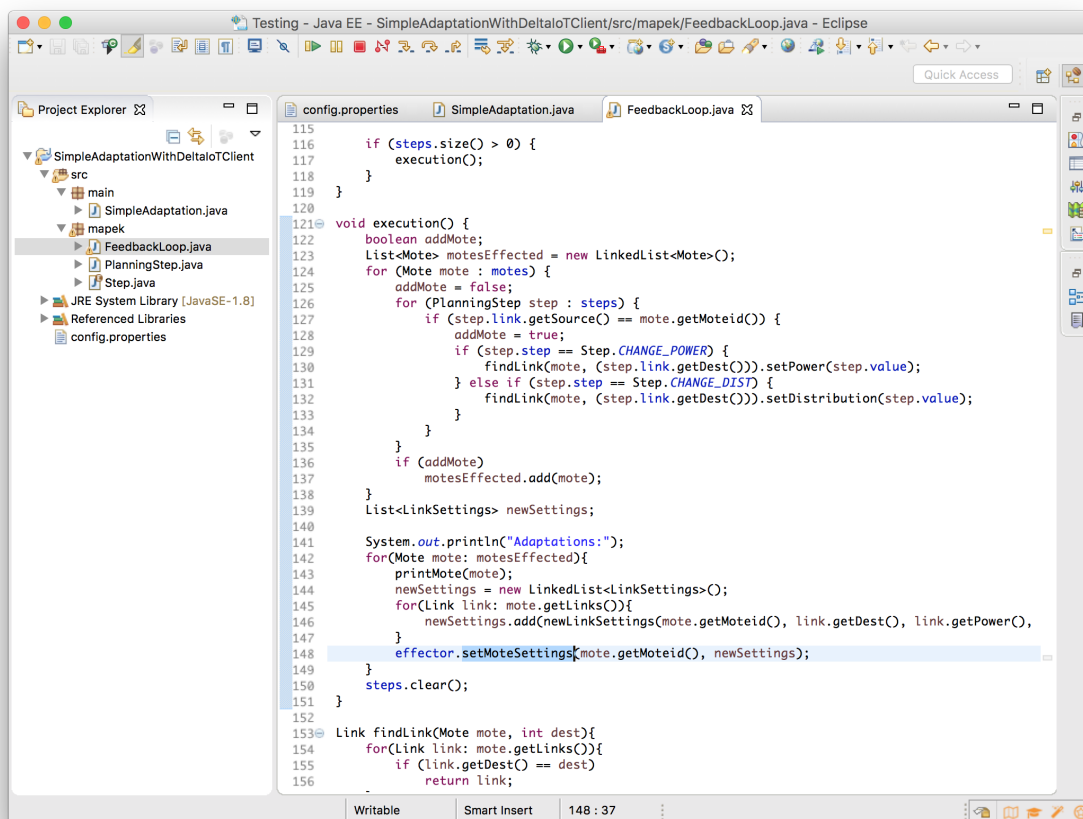 Testing - Java EE - SimpleAdaptationWithDeltaIoTClient/src/mapek/FeedbackLoop.java - Eclipse
Quick Access
Project Explorer
SimpleAdaptationWithDeltaIoTClient
src
main
SimpleAdaptation.java
mapek
FeedbackLoop.java
PlanningStep.java
Step.java
JRE System Library [JavaSE-1.8]
Referenced Libraries
config.properties
config.properties
SimpleAdaptation.java
FeedbackLoop.java
115
116 if (steps.size() > 0) {
117 execution();
118 }
119 }
120
121 void execution() {
122 boolean addMote;
123 List<Mote> motesEffected = new LinkedList<Mote>();
124 for (Mote mote : motes) {
125 addMote = false;
126 for (PlanningStep step : steps) {
127 if (step.link.getSource() == mote.getMoteid()) {
128 addMote = true;
129 if (step.step == Step.CHANGE_POWER) {
130 findLink(mote, (step.link.getDest())).setPower(step.value);
131 } else if (step.step == Step.CHANGE_DIST) {
132 findLink(mote, (step.link.getDest())).setDistribution(step.value);
133 }
134 }
135 }
136 if (addMote)
137 motesEffected.add(mote);
138 }
139 List<LinkSettings> newSettings;
140
141 System.out.println("Adaptations:");
142 for(Mote mote: motesEffected){
143 printMote(mote);
144 newSettings = new LinkedList<LinkSettings>();
145 for(Link link: mote.getLinks()){
146 newSettings.add(newLinkSettings(mote.getMoteid(), link.getDest(), link.getPower(),
147 }
148 effector.setMoteSettings(mote.getMoteid(), newSettings);
149 }
150 steps.clear();
151 }
152
153 Link findLink(Mote mote, int dest){
154 for(Link link: mote.getLinks()){
155 if (link.getDest() == dest)
156 return link;
Writable
Smart Insert
148 : 37